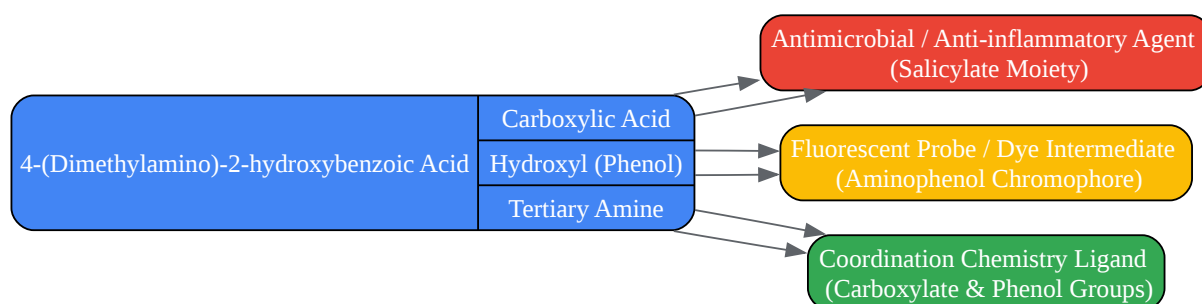 4-(Dimethylamino)-2-hydroxybenzoic Acid
Carboxylic Acid
Hydroxyl (Phenol)
Tertiary Amine
Antimicrobial / Anti-inflammatory Agent
(Salicylate Moiety)
Fluorescent Probe / Dye Intermediate
(Aminophenol Chromophore)
Coordination Chemistry Ligand
(Carboxylate & Phenol Groups)